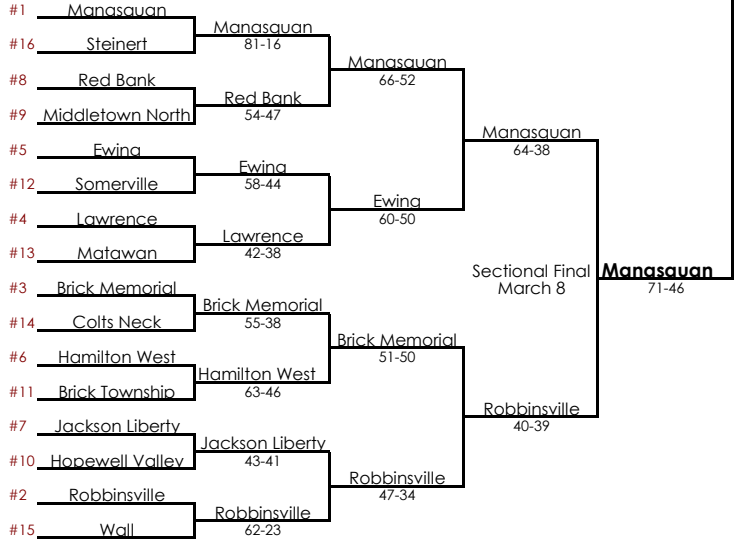 #1 Manasquan
Manasquan
#16 Steinert
81-16
Manasquan
66-52
#8 Red Bank
Red Bank
#9 Middletown North
54-47
Manasquan
64-38
#5 Ewing
Ewing
#12 Somerville
58-44
Ewing
60-50
#4 Lawrence
Lawrence
#13 Matawan
42-38
Sectional Final
March 8
Manasquan
71-46
#3 Brick Memorial
Brick Memorial
#14 Colts Neck
55-38
Brick Memorial
51-50
#6 Hamilton West
Hamilton West
#11 Brick Township
63-46
Robbinsville
40-39
#7 Jackson Liberty
Jackson Liberty
#10 Hopewell Valley
43-41
Robbinsville
47-34
#2 Robbinsville
Robbinsville
#15 Wall
62-23